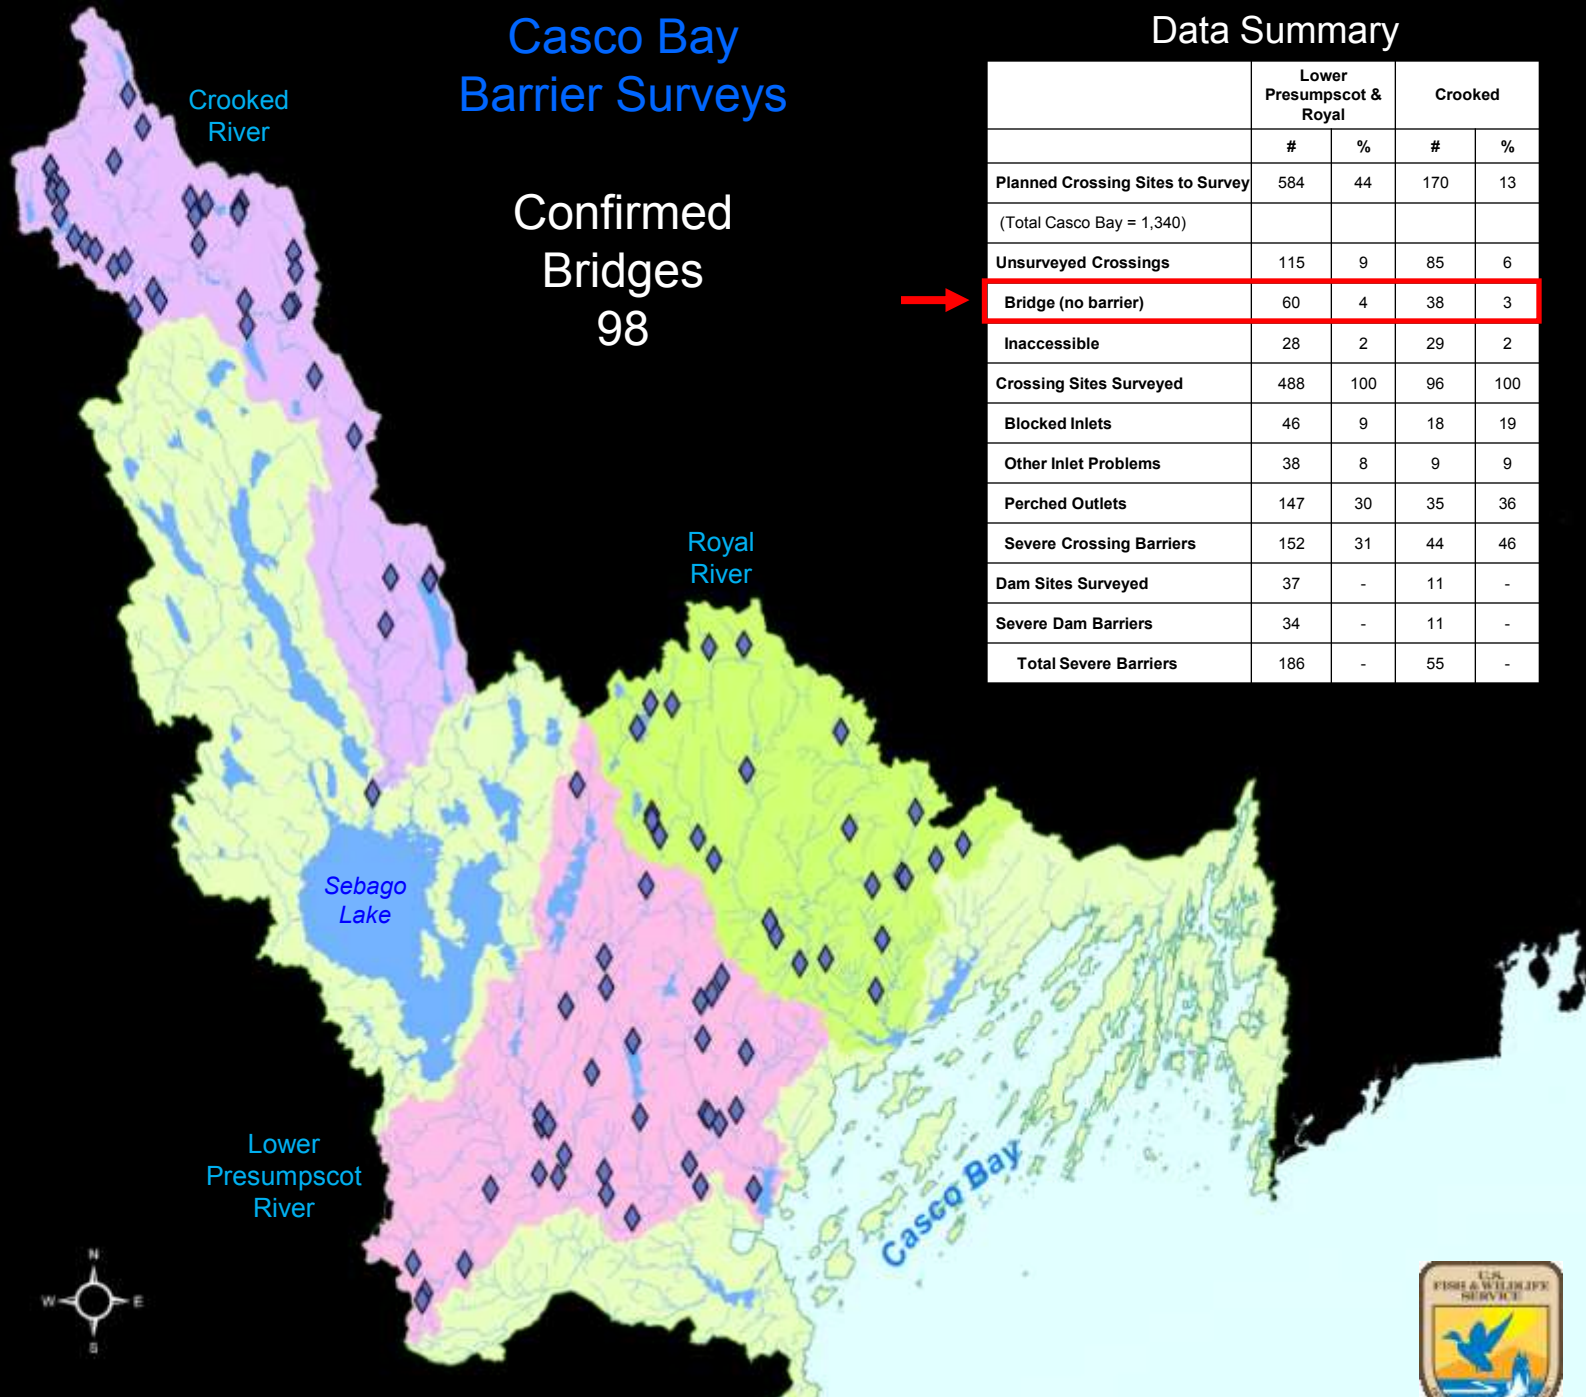 Casco Bay
Barrier Surveys
Confirmed
Bridges
98
Crooked
River
Royal
River
Sebago
Lake
Lower
Presumpscot
River
Casco Bay
N
W E
S
Data Summary
Lower Presumpscot & Royal Crooked
# % # %
Planned Crossing Sites to Survey 584 44 170 13
(Total Casco Bay = 1,340)
Unsurveyed Crossings 115 9 85 6
Bridge (no barrier) 60 4 38 3
Inaccessible 28 2 29 2
Crossing Sites Surveyed 488 100 96 100
Blocked Inlets 46 9 18 19
Other Inlet Problems 38 8 9 9
Perched Outlets 147 30 35 36
Severe Crossing Barriers 152 31 44 46
Dam Sites Surveyed 37 - 11 -
Severe Dam Barriers 34 - 11 -
Total Severe Barriers 186 - 55 -
U.S.
FISH & WILDLIFE
SERVICE